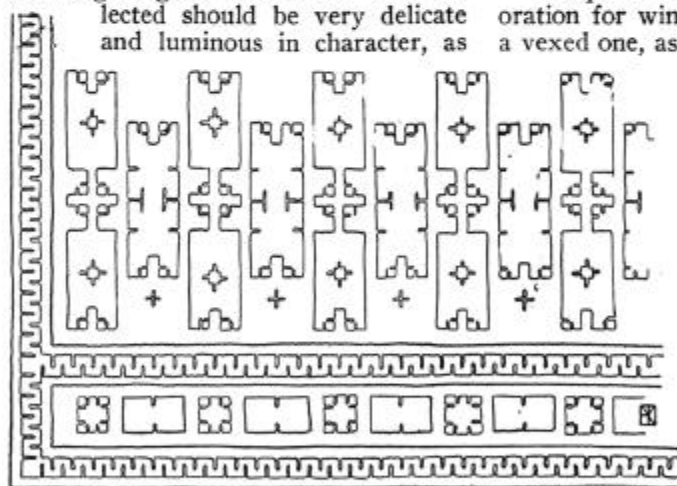 lected should be very delicate
and luminous in character, as
oration for win
a vexed one, as